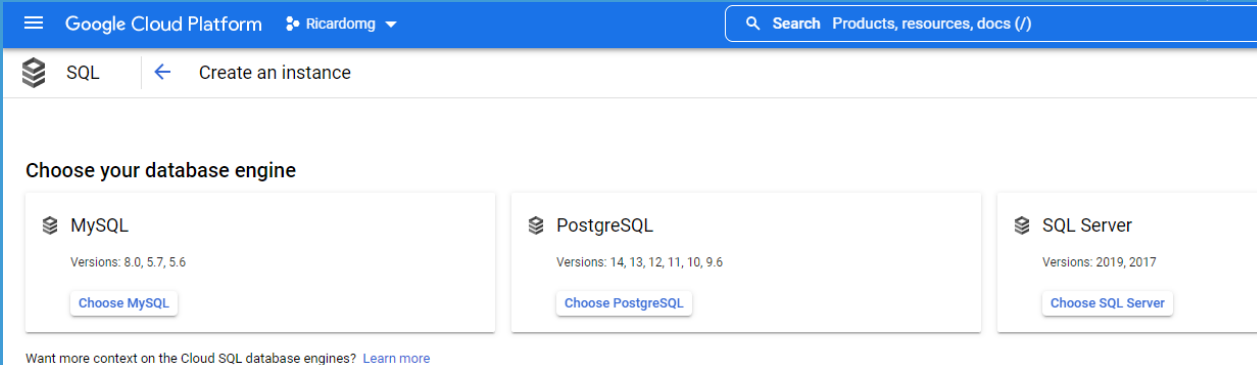 Google Cloud Platform Ricardomg Search Products, resources, docs (/)
SQL Create an instance
Choose your database engine
MySQL
Versions: 8.0, 5.7, 5.6
Choose MySQL
PostgreSQL
Versions: 14, 13, 12, 11, 10, 9.6
Choose PostgreSQL
SQL Server
Versions: 2019, 2017
Choose SQL Server
Want more context on the Cloud SQL database engines? Learn more